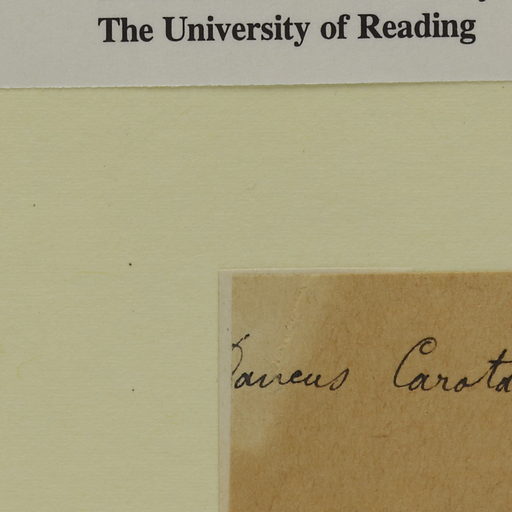 The University of Reading
Daucus Carota